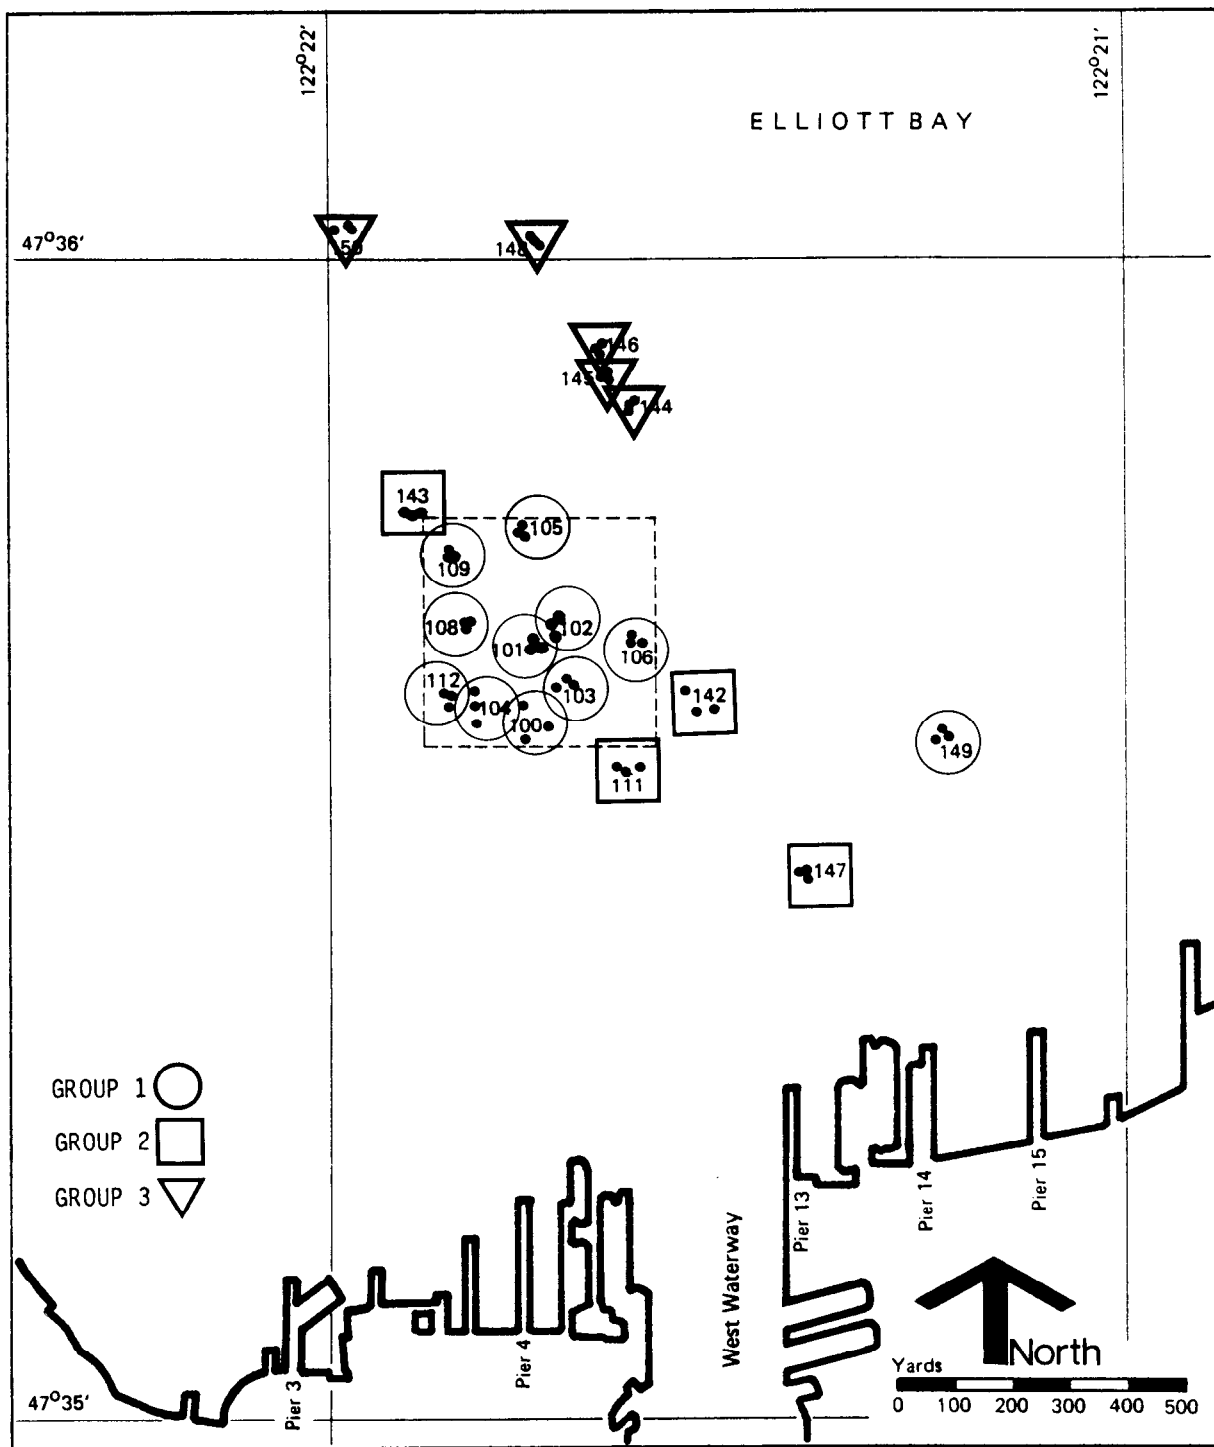 122°22'
122°21'
ELLIOTT BAY
47°36'
150
148
146
145
144
143
105
109
108
102
101
106
112
103
104
100
142
111
149
147
GROUP 1
GROUP 2
GROUP 3
Pier 15
Pier 14
Pier 13
West Waterway
Pier 4
Pier 3
North
Yards
0 100 200 300 400 500
47°35'